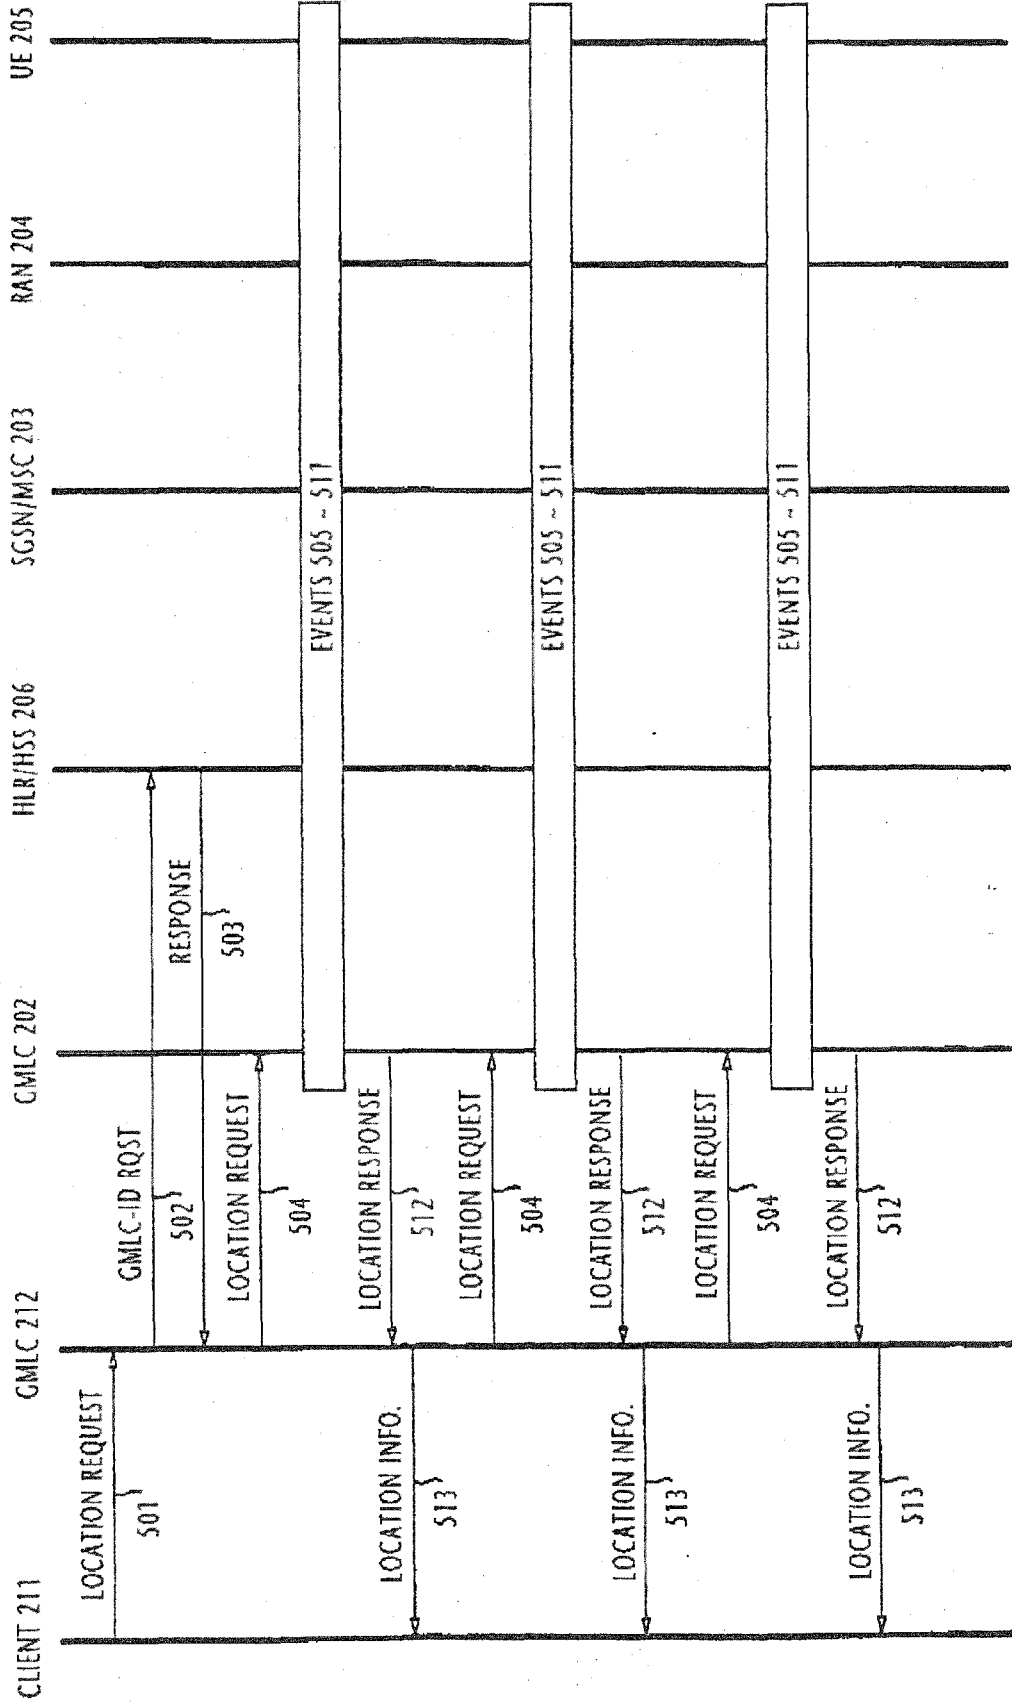 CLIENT 211
GMLC 212
GMLC 202
HLR/HSS 206
SGSN/MSC 203
RAN 204
UE 205
LOCATION REQUEST
501
GMLC-ID RQST
502
RESPONSE
503
LOCATION REQUEST
504
EVENTS 505 ~ 511
LOCATION RESPONSE
512
LOCATION INFO.
513
LOCATION REQUEST
504
EVENTS 505 ~ 511
LOCATION RESPONSE
512
LOCATION INFO.
513
LOCATION REQUEST
504
EVENTS 505 ~ 511
LOCATION RESPONSE
512
LOCATION INFO.
513